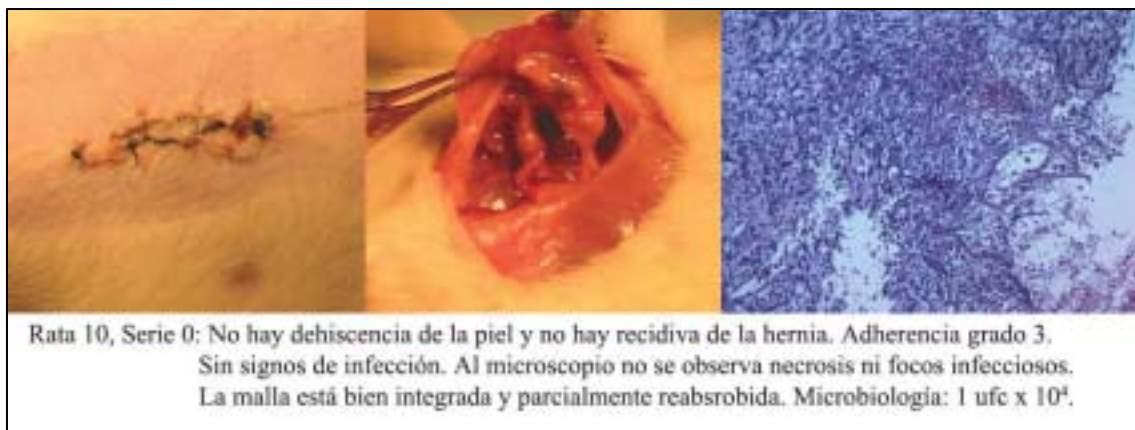 Rata 10, Serie 0: No hay dehiscencia de la piel y no hay recidiva de la hernia. Adherencia grado 3.
Sin signos de infección. Al microscopio no se observa necrosis ni focos infecciosos.
La malla está bien integrada y parcialmente reabsrobida. Microbiología: 1 ufc x 10⁴.